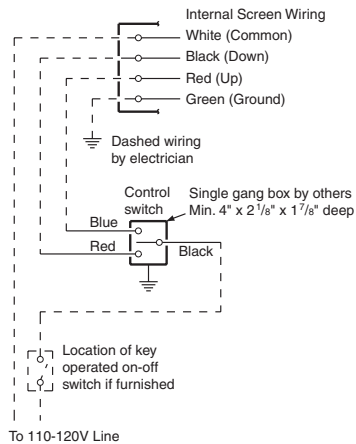 Internal Screen Wiring
White (Common)
Black (Down)
Red (Up)
Green (Ground)
Dashed wiring
by electrician
Control
switch
Single gang box by others
Min. 4" x 2 1/8" x 1 7/8" deep
Blue
Red
Black
Location of key
operated on-off
switch if furnished
To 110-120V Line